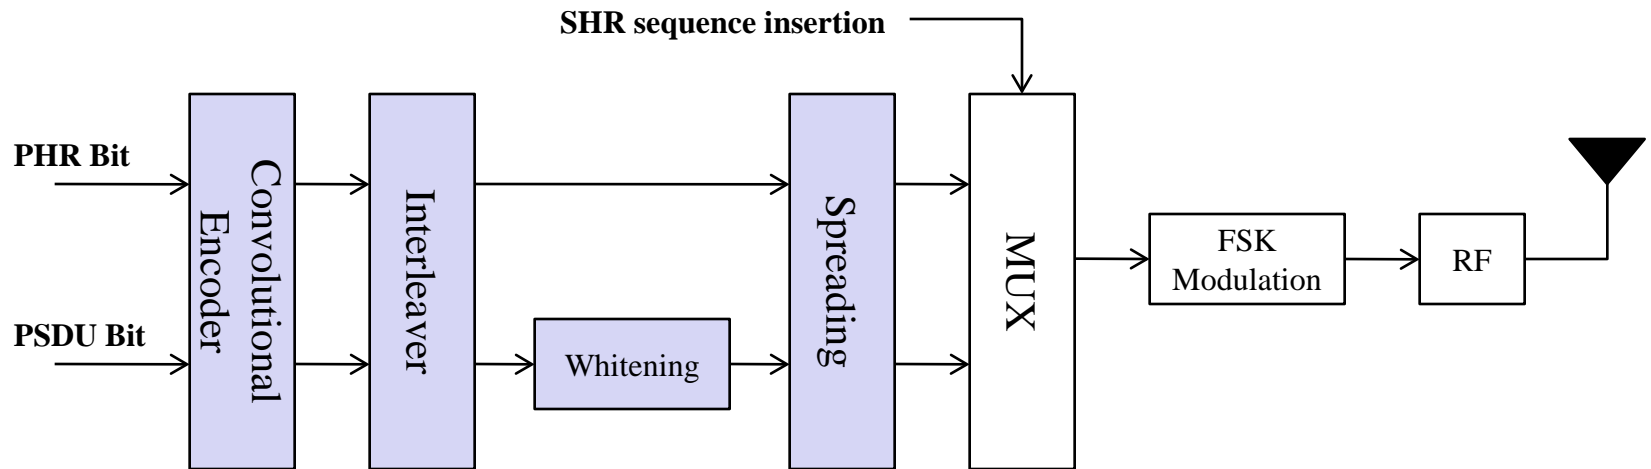 SHR sequence insertion
PHR Bit
PSDU Bit
Convolutional
Encoder
Interleaver
Whitening
Spreading
MUX
FSK
Modulation
RF